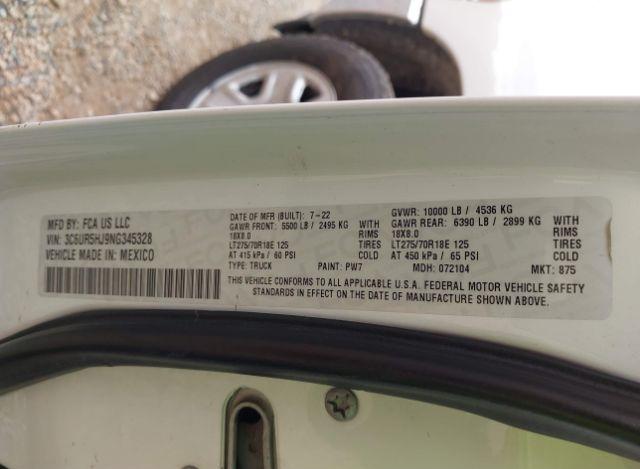 MFD BY: FCA US LLC
VIN: 3C6UR5HJ9NG345328
VEHICLE MADE IN: MEXICO
DATE OF MFR (BUILT): 7-22
GAWR FRONT: 5500 LB / 2495 KG WITH
18X8.0 RIMS
LT275/70R18E 125 TIRES
AT 415 kPa / 60 PSI COLD
TYPE: TRUCK PAINT: PW7
GVWR: 10000 LB / 4536 KG
GAWR REAR: 6390 LB / 2899 KG WITH
18X8.0 RIMS
LT275/70R18E 125 TIRES
AT 450 kPa / 65 PSI COLD
MDH: 072104 MKT: 875
THIS VEHICLE CONFORMS TO ALL APPLICABLE U.S.A. FEDERAL MOTOR VEHICLE SAFETY
STANDARDS IN EFFECT ON THE DATE OF MANUFACTURE SHOWN ABOVE.